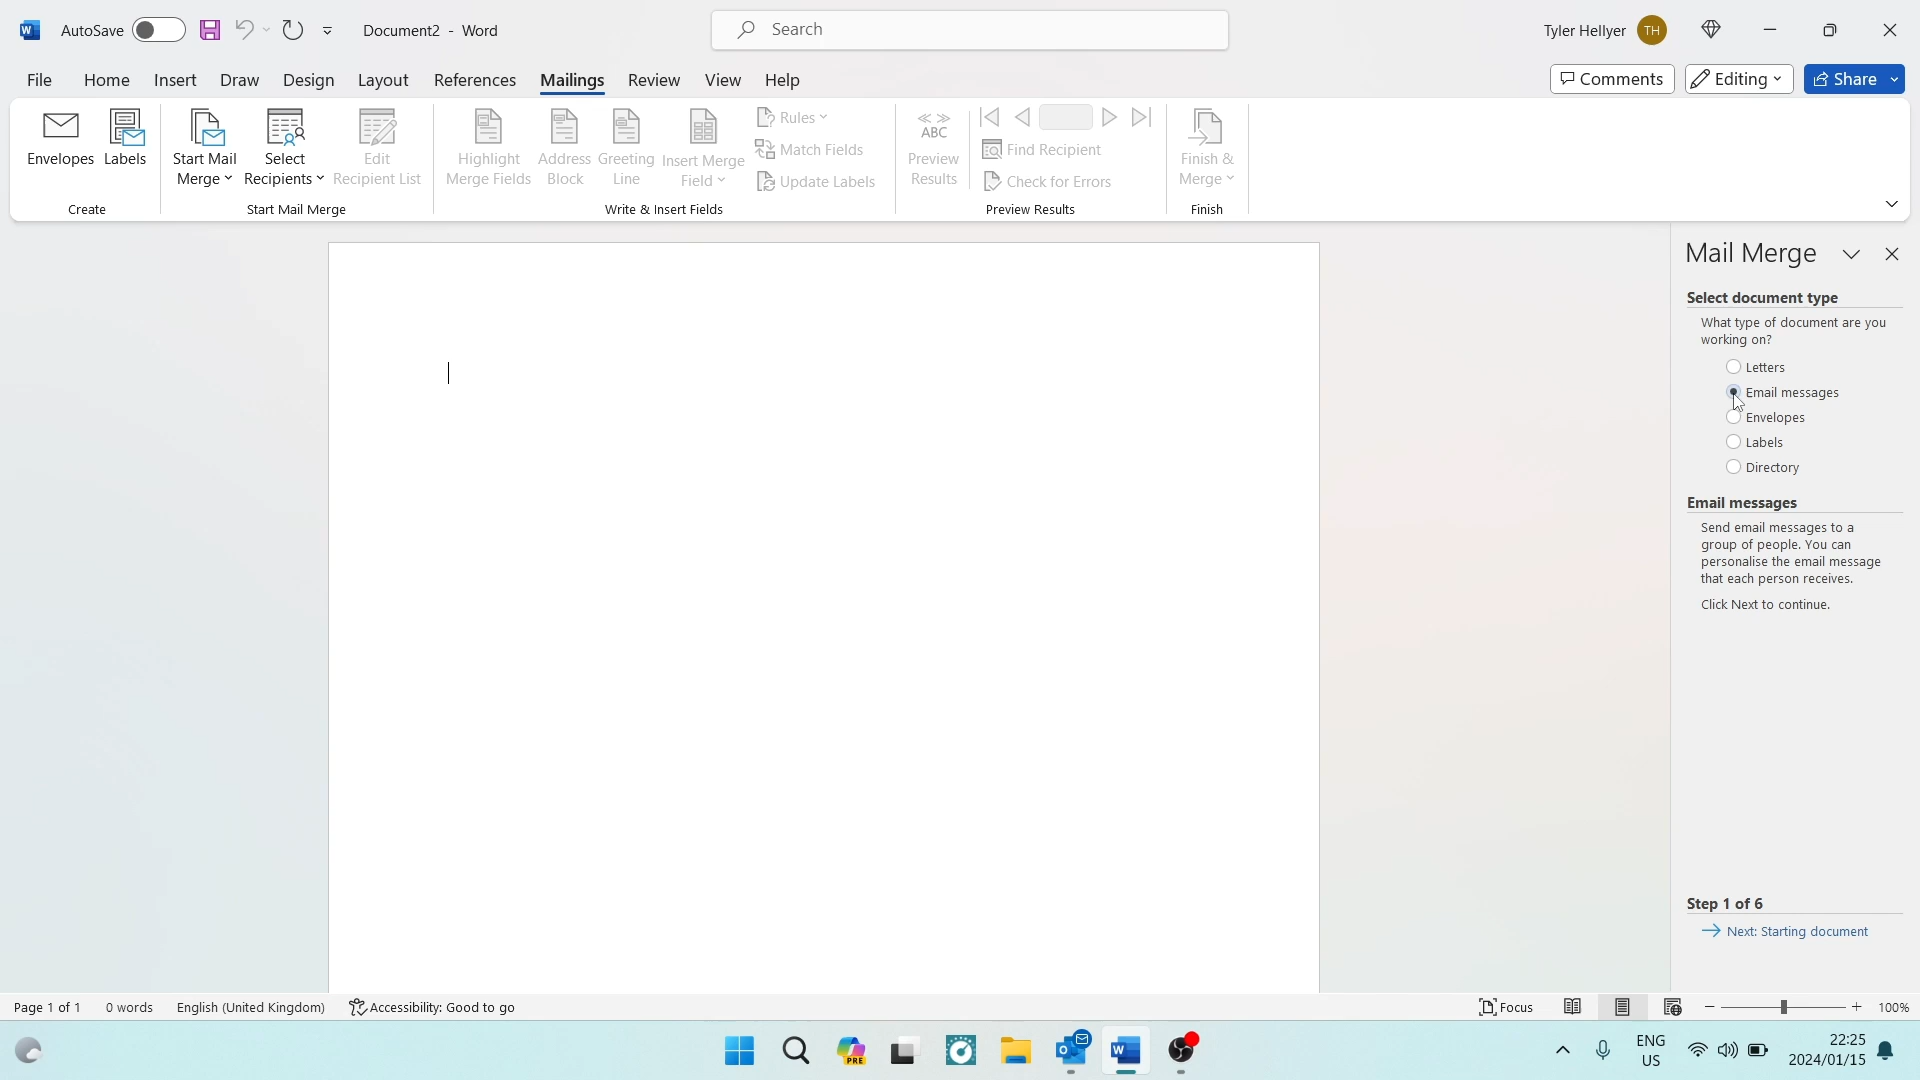 AutoSave
Document2 - Word
Search
Tyler Hellyer
TH
File Home Insert Draw Design Layout References Mailings Review View Help
Comments
Editing
Share
Envelopes
Labels
Start Mail
Merge
Select
Recipients
Edit
Recipient List
Highlight
Merge Fields
Address
Block
Greeting
Line
Insert Merge
Field
Rules
Match Fields
Update Labels
ABC
Preview
Results
Find Recipient
Check for Errors
Finish &
Merge
Create
Start Mail Merge
Write & Insert Fields
Preview Results
Finish
Mail Merge
Select document type
What type of document are you
working on?
Letters
Email messages
Envelopes
Labels
Directory
Email messages
Send email messages to a
group of people. You can
personalise the email message
that each person receives.
Click Next to continue.
Step 1 of 6
Next: Starting document
Page 1 of 1 0 words English (United Kingdom) Accessibility: Good to go
Focus
100%
PRE
ENG
US
22:25
2024/01/15